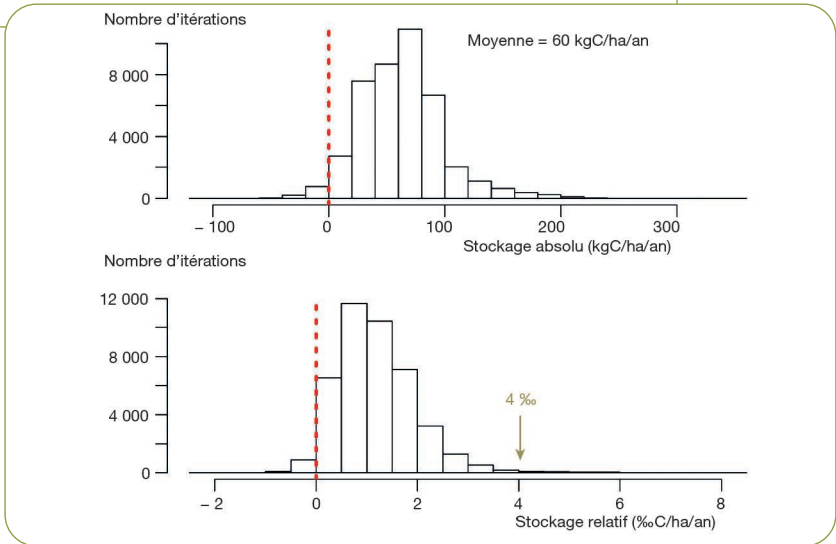 Nombre d'itérations
Moyenne = 60 kgC/ha/an
8 000
4 000
0
– 100 0 100 200 300
Stockage absolu (kgC/ha/an)
Nombre d'itérations
12 000
8 000
4 ‰
4 000
0
– 2 0 2 4 6 8
Stockage relatif (‰C/ha/an)